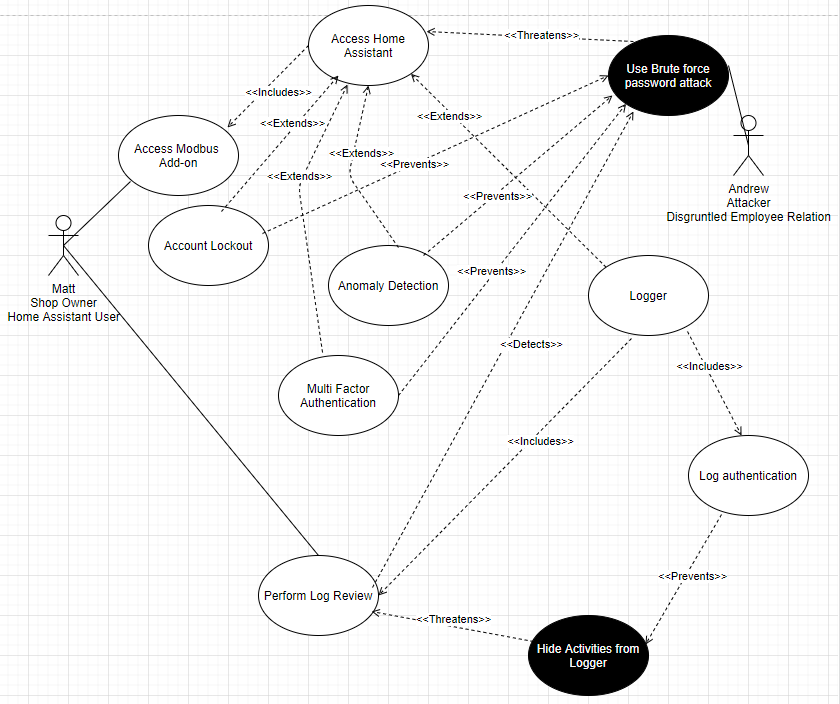 Access Home
Assistant
<<Threatens>>
Use Brute force
password attack
<<Includes>>
<<Extends>>
<<Extends>>
Access Modbus
Add-on
<<Extends>>
<<Prevents>>
<<Extends>>
<<Prevents>>
Andrew
Attacker
Disgruntled Employee Relation
Account Lockout
Matt
Shop Owner
Home Assistant User
Anomaly Detection
<<Prevents>>
Logger
<<Detects>>
<<Includes>>
Multi Factor
Authentication
<<Includes>>
Log authentication
<<Prevents>>
Perform Log Review
<<Threatens>>
Hide Activities from
Logger